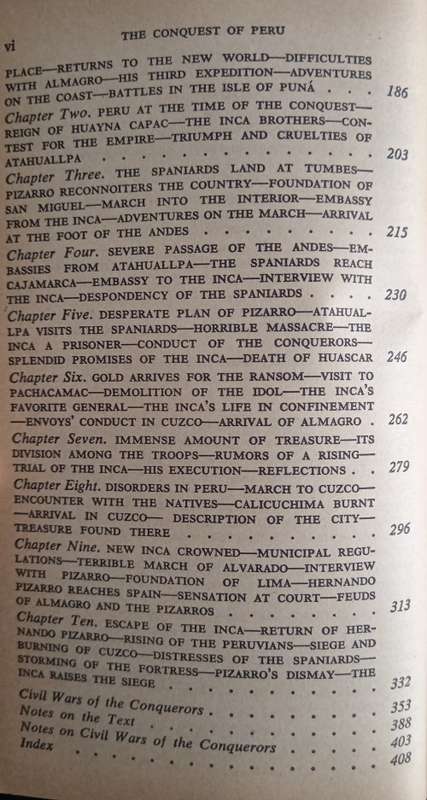 vi THE CONQUEST OF PERU
PLACE—RETURNS TO THE NEW WORLD—DIFFICULTIES
WITH ALMAGRO—HIS THIRD EXPEDITION—ADVENTURES
ON THE COAST—BATTLES IN THE ISLE OF PUNÁ . . . 186
Chapter Two. PERU AT THE TIME OF THE CONQUEST—
REIGN OF HUAYNA CAPAC—THE INCA BROTHERS—CON-
TEST FOR THE EMPIRE—TRIUMPH AND CRUELTIES OF
ATAHUALLPA . . . . . . . . . . . . . 203
Chapter Three. THE SPANIARDS LAND AT TUMBES—
PIZARRO RECONNOITERS THE COUNTRY—FOUNDATION OF
SAN MIGUEL—MARCH INTO THE INTERIOR—EMBASSY
FROM THE INCA—ADVENTURES ON THE MARCH—ARRIVAL
AT THE FOOT OF THE ANDES . . . . . . . . 215
Chapter Four. SEVERE PASSAGE OF THE ANDES—EM-
BASSIES FROM ATAHUALLPA—THE SPANIARDS REACH
CAJAMARCA—EMBASSY TO THE INCA—INTERVIEW WITH
THE INCA—DESPONDENCY OF THE SPANIARDS . . . . 230
Chapter Five. DESPERATE PLAN OF PIZARRO—ATAHUAL-
LPA VISITS THE SPANIARDS—HORRIBLE MASSACRE—THE
INCA A PRISONER—CONDUCT OF THE CONQUERORS—
SPLENDID PROMISES OF THE INCA—DEATH OF HUASCAR 246
Chapter Six. GOLD ARRIVES FOR THE RANSOM—VISIT TO
PACHACAMAC—DEMOLITION OF THE IDOL—THE INCA'S
FAVORITE GENERAL—THE INCA'S LIFE IN CONFINEMENT
—ENVOYS' CONDUCT IN CUZCO—ARRIVAL OF ALMAGRO . 262
Chapter Seven. IMMENSE AMOUNT OF TREASURE—ITS
DIVISION AMONG THE TROOPS—RUMORS OF A RISING—
TRIAL OF THE INCA—HIS EXECUTION—REFLECTIONS . . 279
Chapter Eight. DISORDERS IN PERU—MARCH TO CUZCO—
ENCOUNTER WITH THE NATIVES—CALICUCHIMA BURNT
—ARRIVAL IN CUZCO— DESCRIPTION OF THE CITY—
TREASURE FOUND THERE . . . . . . . . . 296
Chapter Nine. NEW INCA CROWNED—MUNICIPAL REGU-
LATIONS—TERRIBLE MARCH OF ALVARADO—INTERVIEW
WITH PIZARRO—FOUNDATION OF LIMA—HERNANDO
PIZARRO REACHES SPAIN—SENSATION AT COURT—FEUDS
OF ALMAGRO AND THE PIZARROS . . . . . . . 313
Chapter Ten. ESCAPE OF THE INCA—RETURN OF HER-
NANDO PIZARRO—RISING OF THE PERUVIANS—SIEGE AND
BURNING OF CUZCO—DISTRESSES OF THE SPANIARDS—
STORMING OF THE FORTRESS—PIZARRO'S DISMAY—THE
INCA RAISES THE SIEGE . . . . . . . . . . 332
Civil Wars of the Conquerors . . . . . . . . 353
Notes on the Text . . . . . . . . . . . 388
Notes on Civil Wars of the Conquerors . . . . . 403
Index . . . . . . . . . . . . . . 408